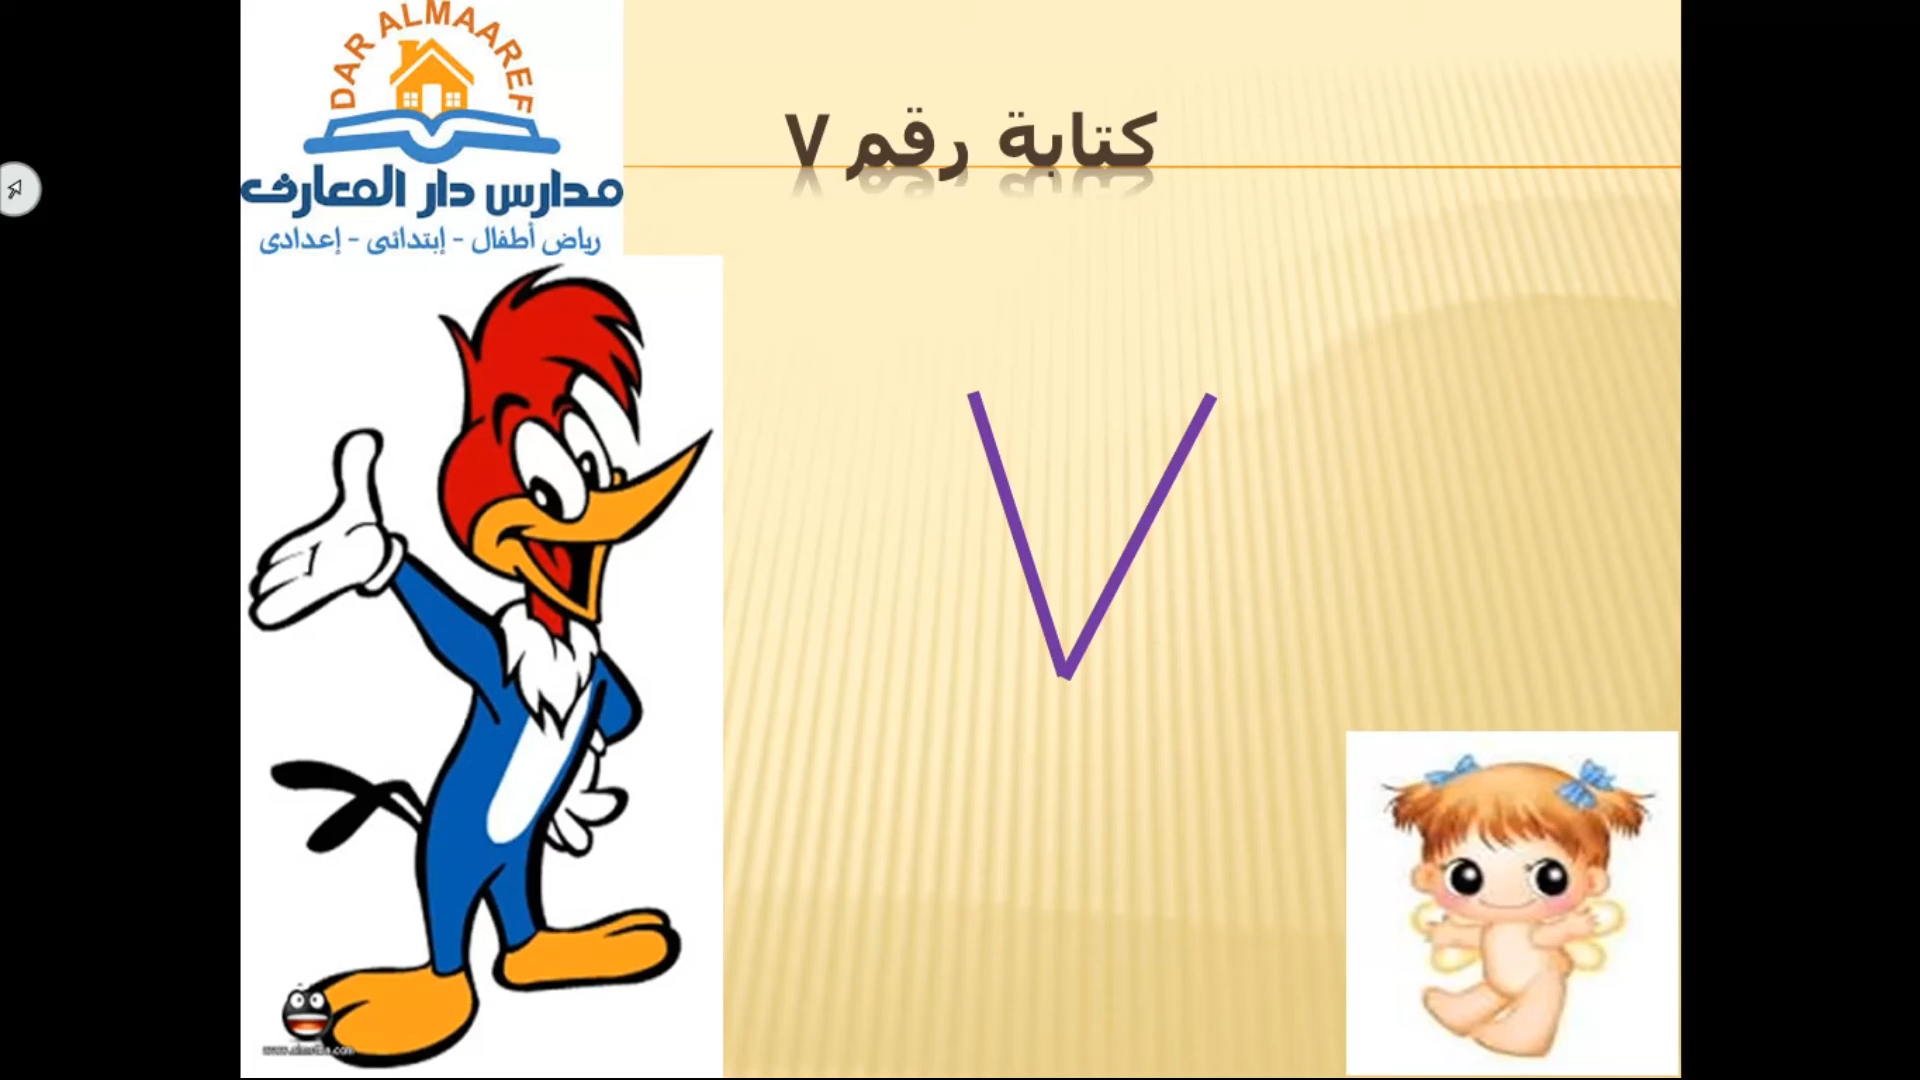 DAR ALMAAREF
مدارس دار المعارف
رياض أطفال - إبتدائى - إعدادى
كتابة رقم ٧
٧